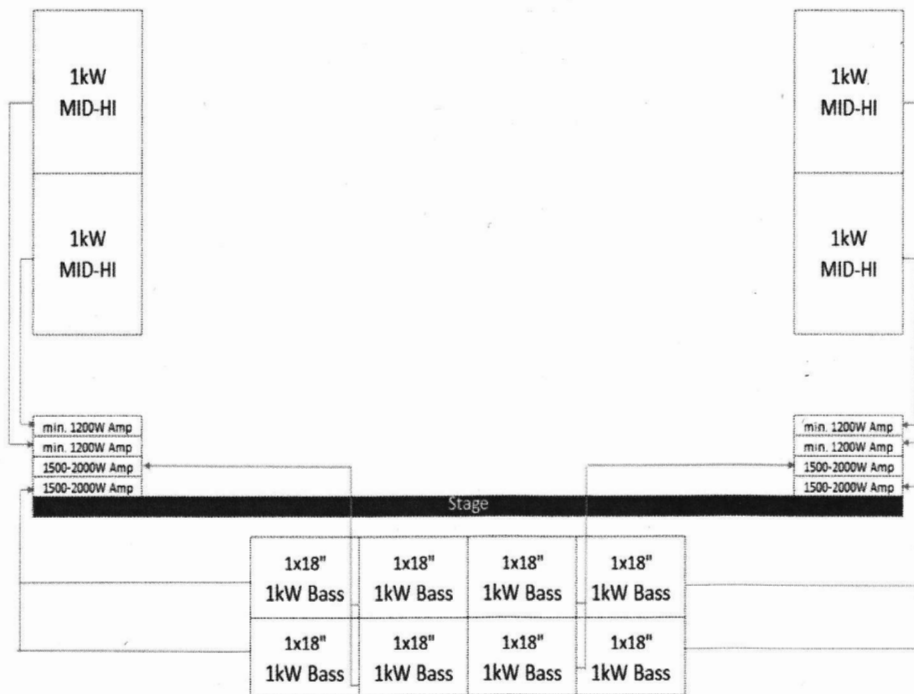 1kW
MID-HI
1kW
MID-HI
1kW
MID-HI
1kW
MID-HI
min. 1200W Amp
min. 1200W Amp
1500-2000W Amp
1500-2000W Amp
min. 1200W Amp
min. 1200W Amp
1500-2000W Amp
1500-2000W Amp
Stage
1x18"
1kW Bass
1x18"
1kW Bass
1x18"
1kW Bass
1x18"
1kW Bass
1x18"
1kW Bass
1x18"
1kW Bass
1x18"
1kW Bass
1x18"
1kW Bass